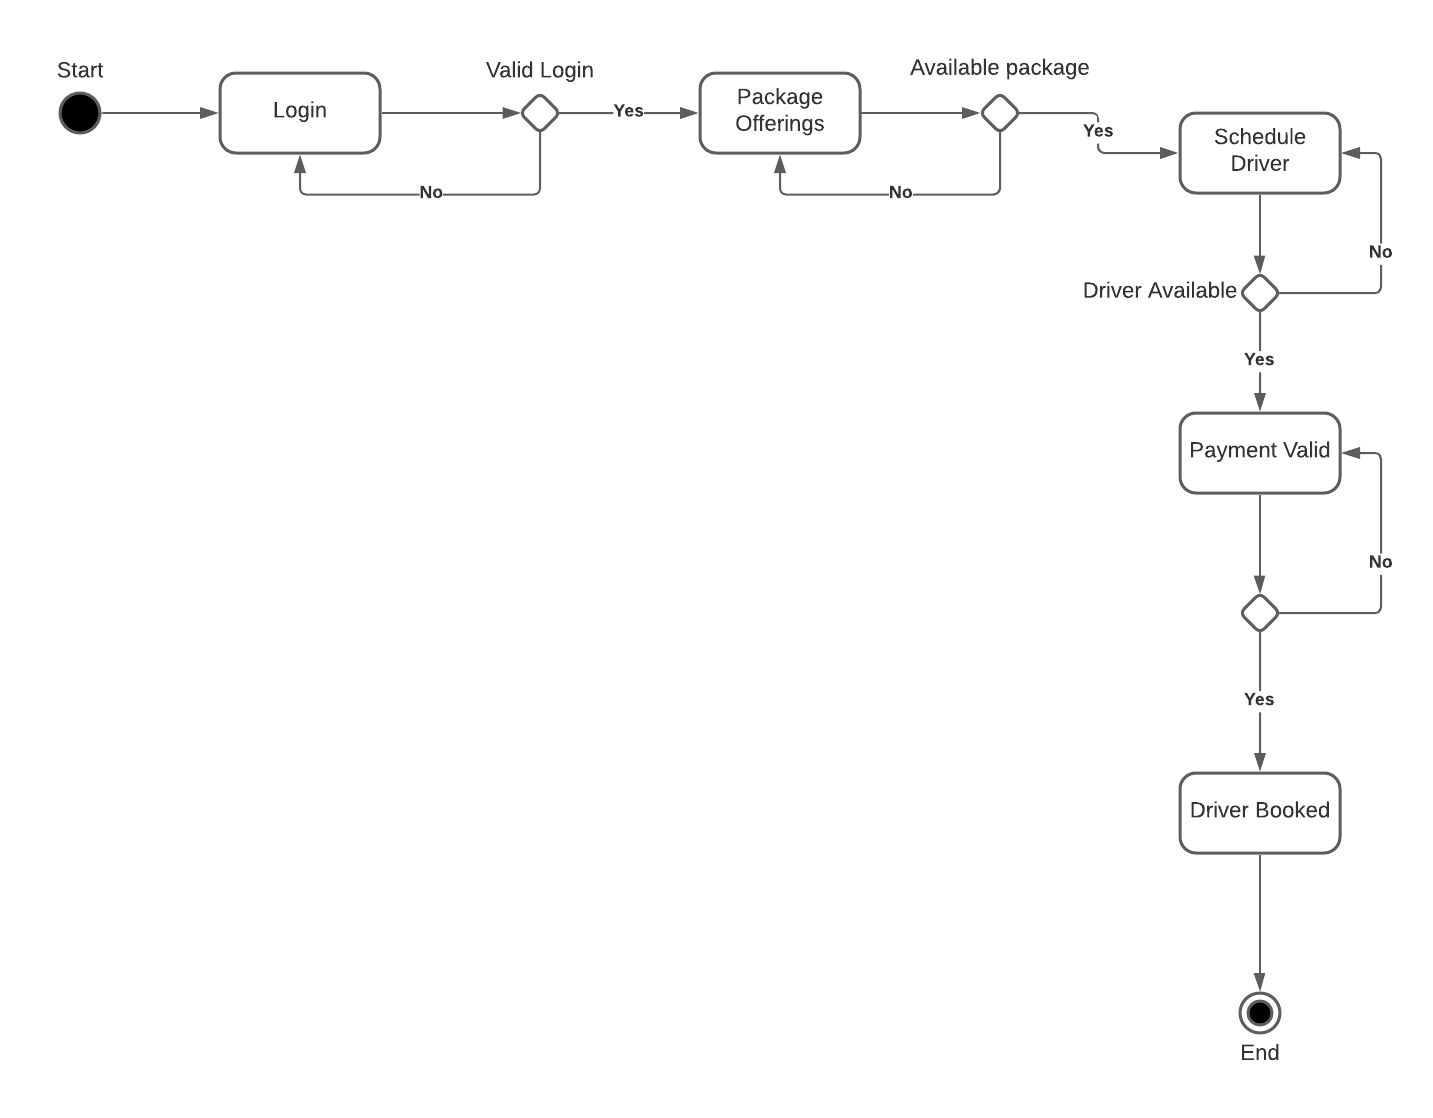 Start
Login
Valid Login
Yes
No
Package
Offerings
Available package
Yes
No
Schedule
Driver
No
Driver Available
Yes
Payment Valid
No
Yes
Driver Booked
End